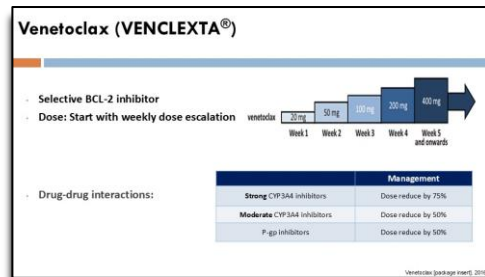 Venetoclax (VENCLEXTA®)
Selective BCL-2 inhibitor
Dose: Start with weekly dose escalation
venetoclax
20 mg
50 mg
100 mg
200 mg
400 mg
Week 1
Week 2
Week 3
Week 4
Week 5
and onwards
Drug-drug interactions:
Management
Strong CYP3A4 inhibitors Dose reduce by 75%
Moderate CYP3A4 inhibitors Dose reduce by 50%
P-gp inhibitors Dose reduce by 50%
Venetoclax [package insert].